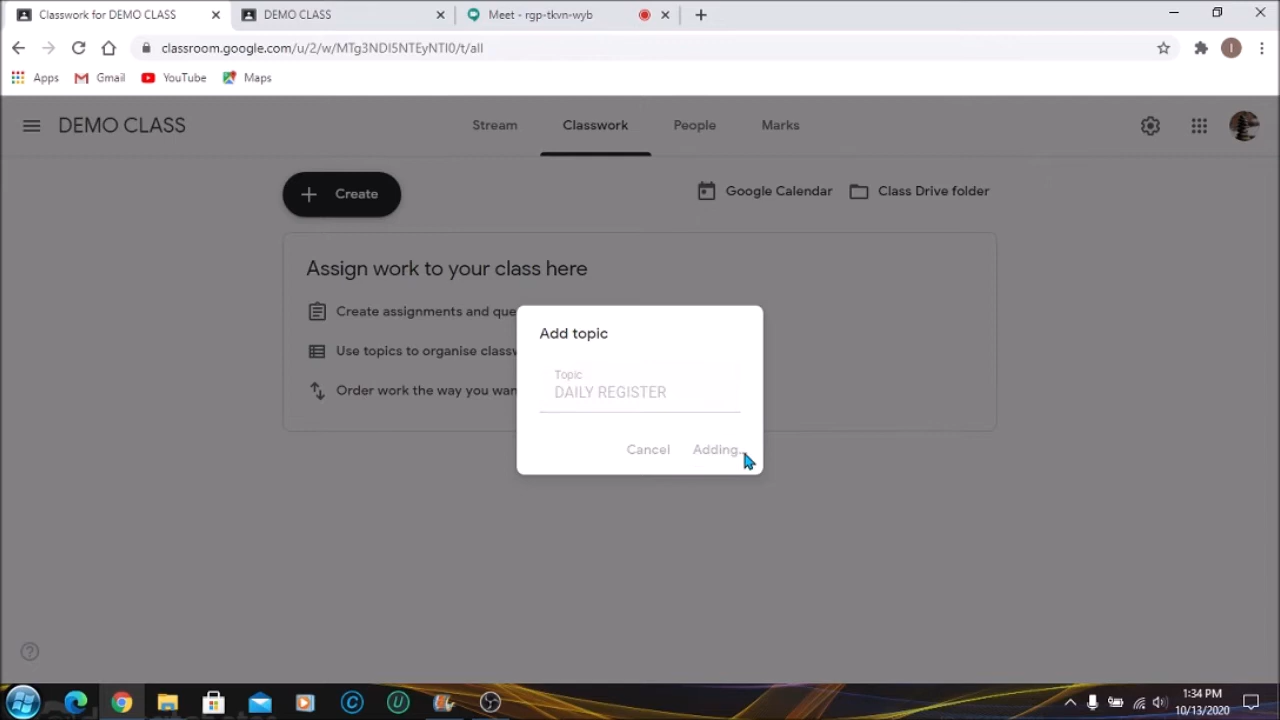 Classwork for DEMO CLASS
DEMO CLASS
Meet - rgp-tkvn-wyb
classroom.google.com/u/2/w/MTg3NDI5NTEyNTI0/t/all
Apps
Gmail
YouTube
Maps
DEMO CLASS
Stream
Classwork
People
Marks
Create
Google Calendar
Class Drive folder
Assign work to your class here
Create assignments and que
Use topics to organise classw
Order work the way you wan
Add topic
Topic
DAILY REGISTER
Cancel
Adding...
1:34 PM
10/13/2020